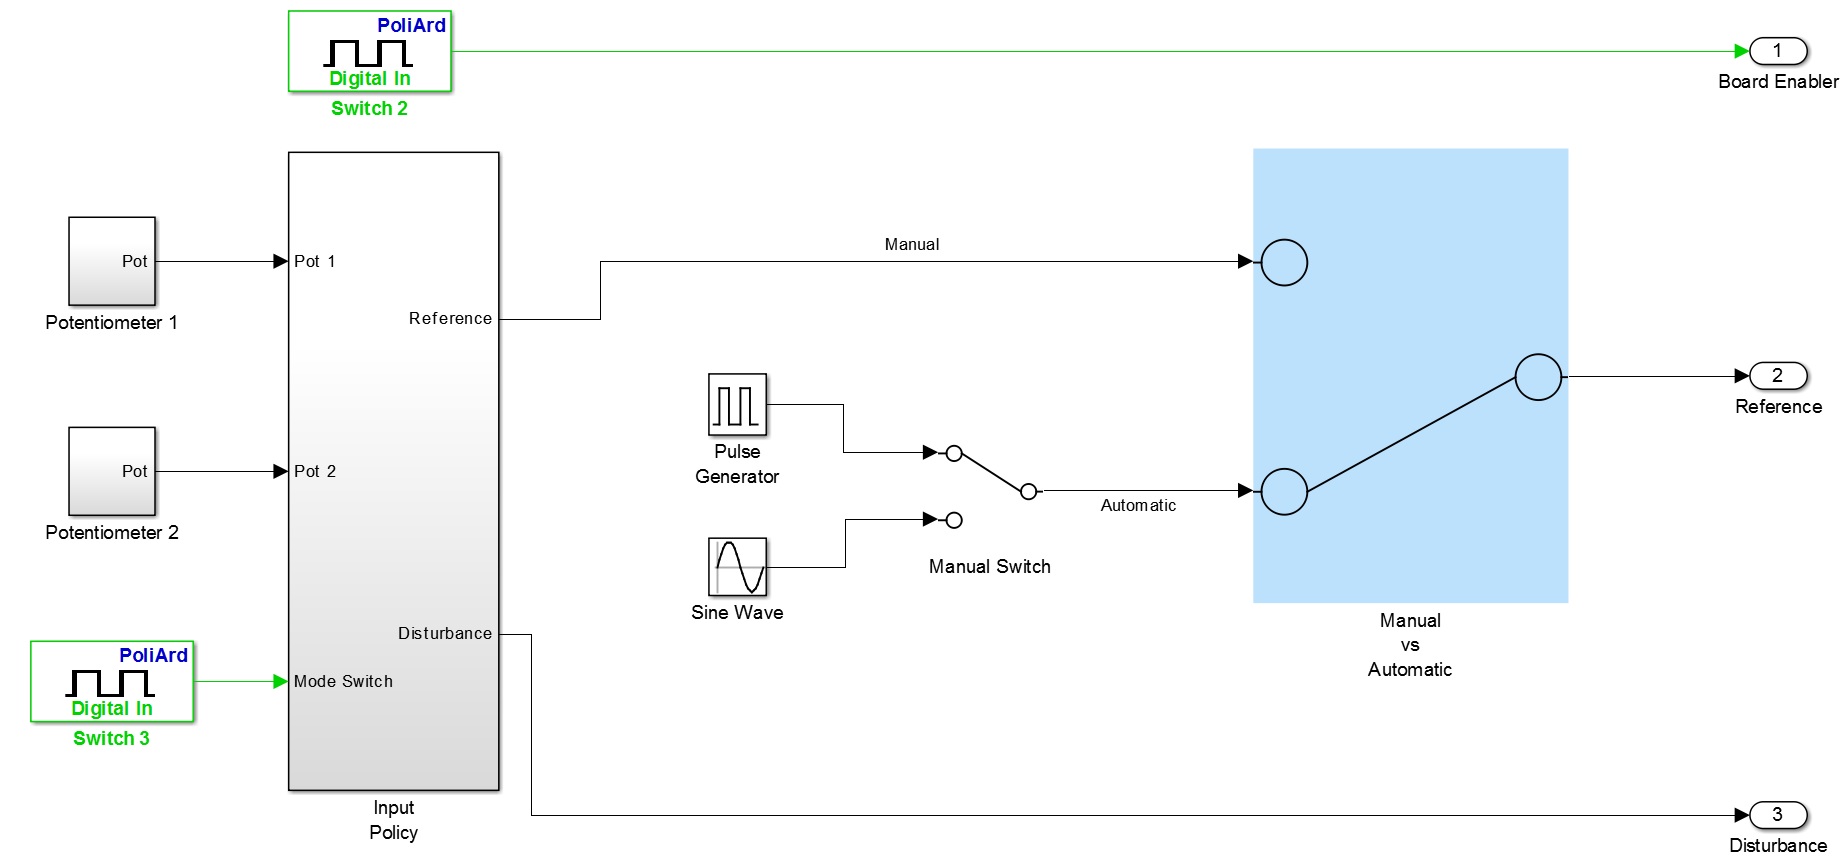 PoliArd
Digital In
Switch 2
1
Board Enabler
Pot
Potentiometer 1
Pot
Potentiometer 2
PoliArd
Digital In
Switch 3
Pot 1
Reference
Pot 2
Disturbance
Mode Switch
Input
Policy
Manual
Pulse
Generator
Sine Wave
Manual Switch
Automatic
Manual
vs
Automatic
2
Reference
3
Disturbance